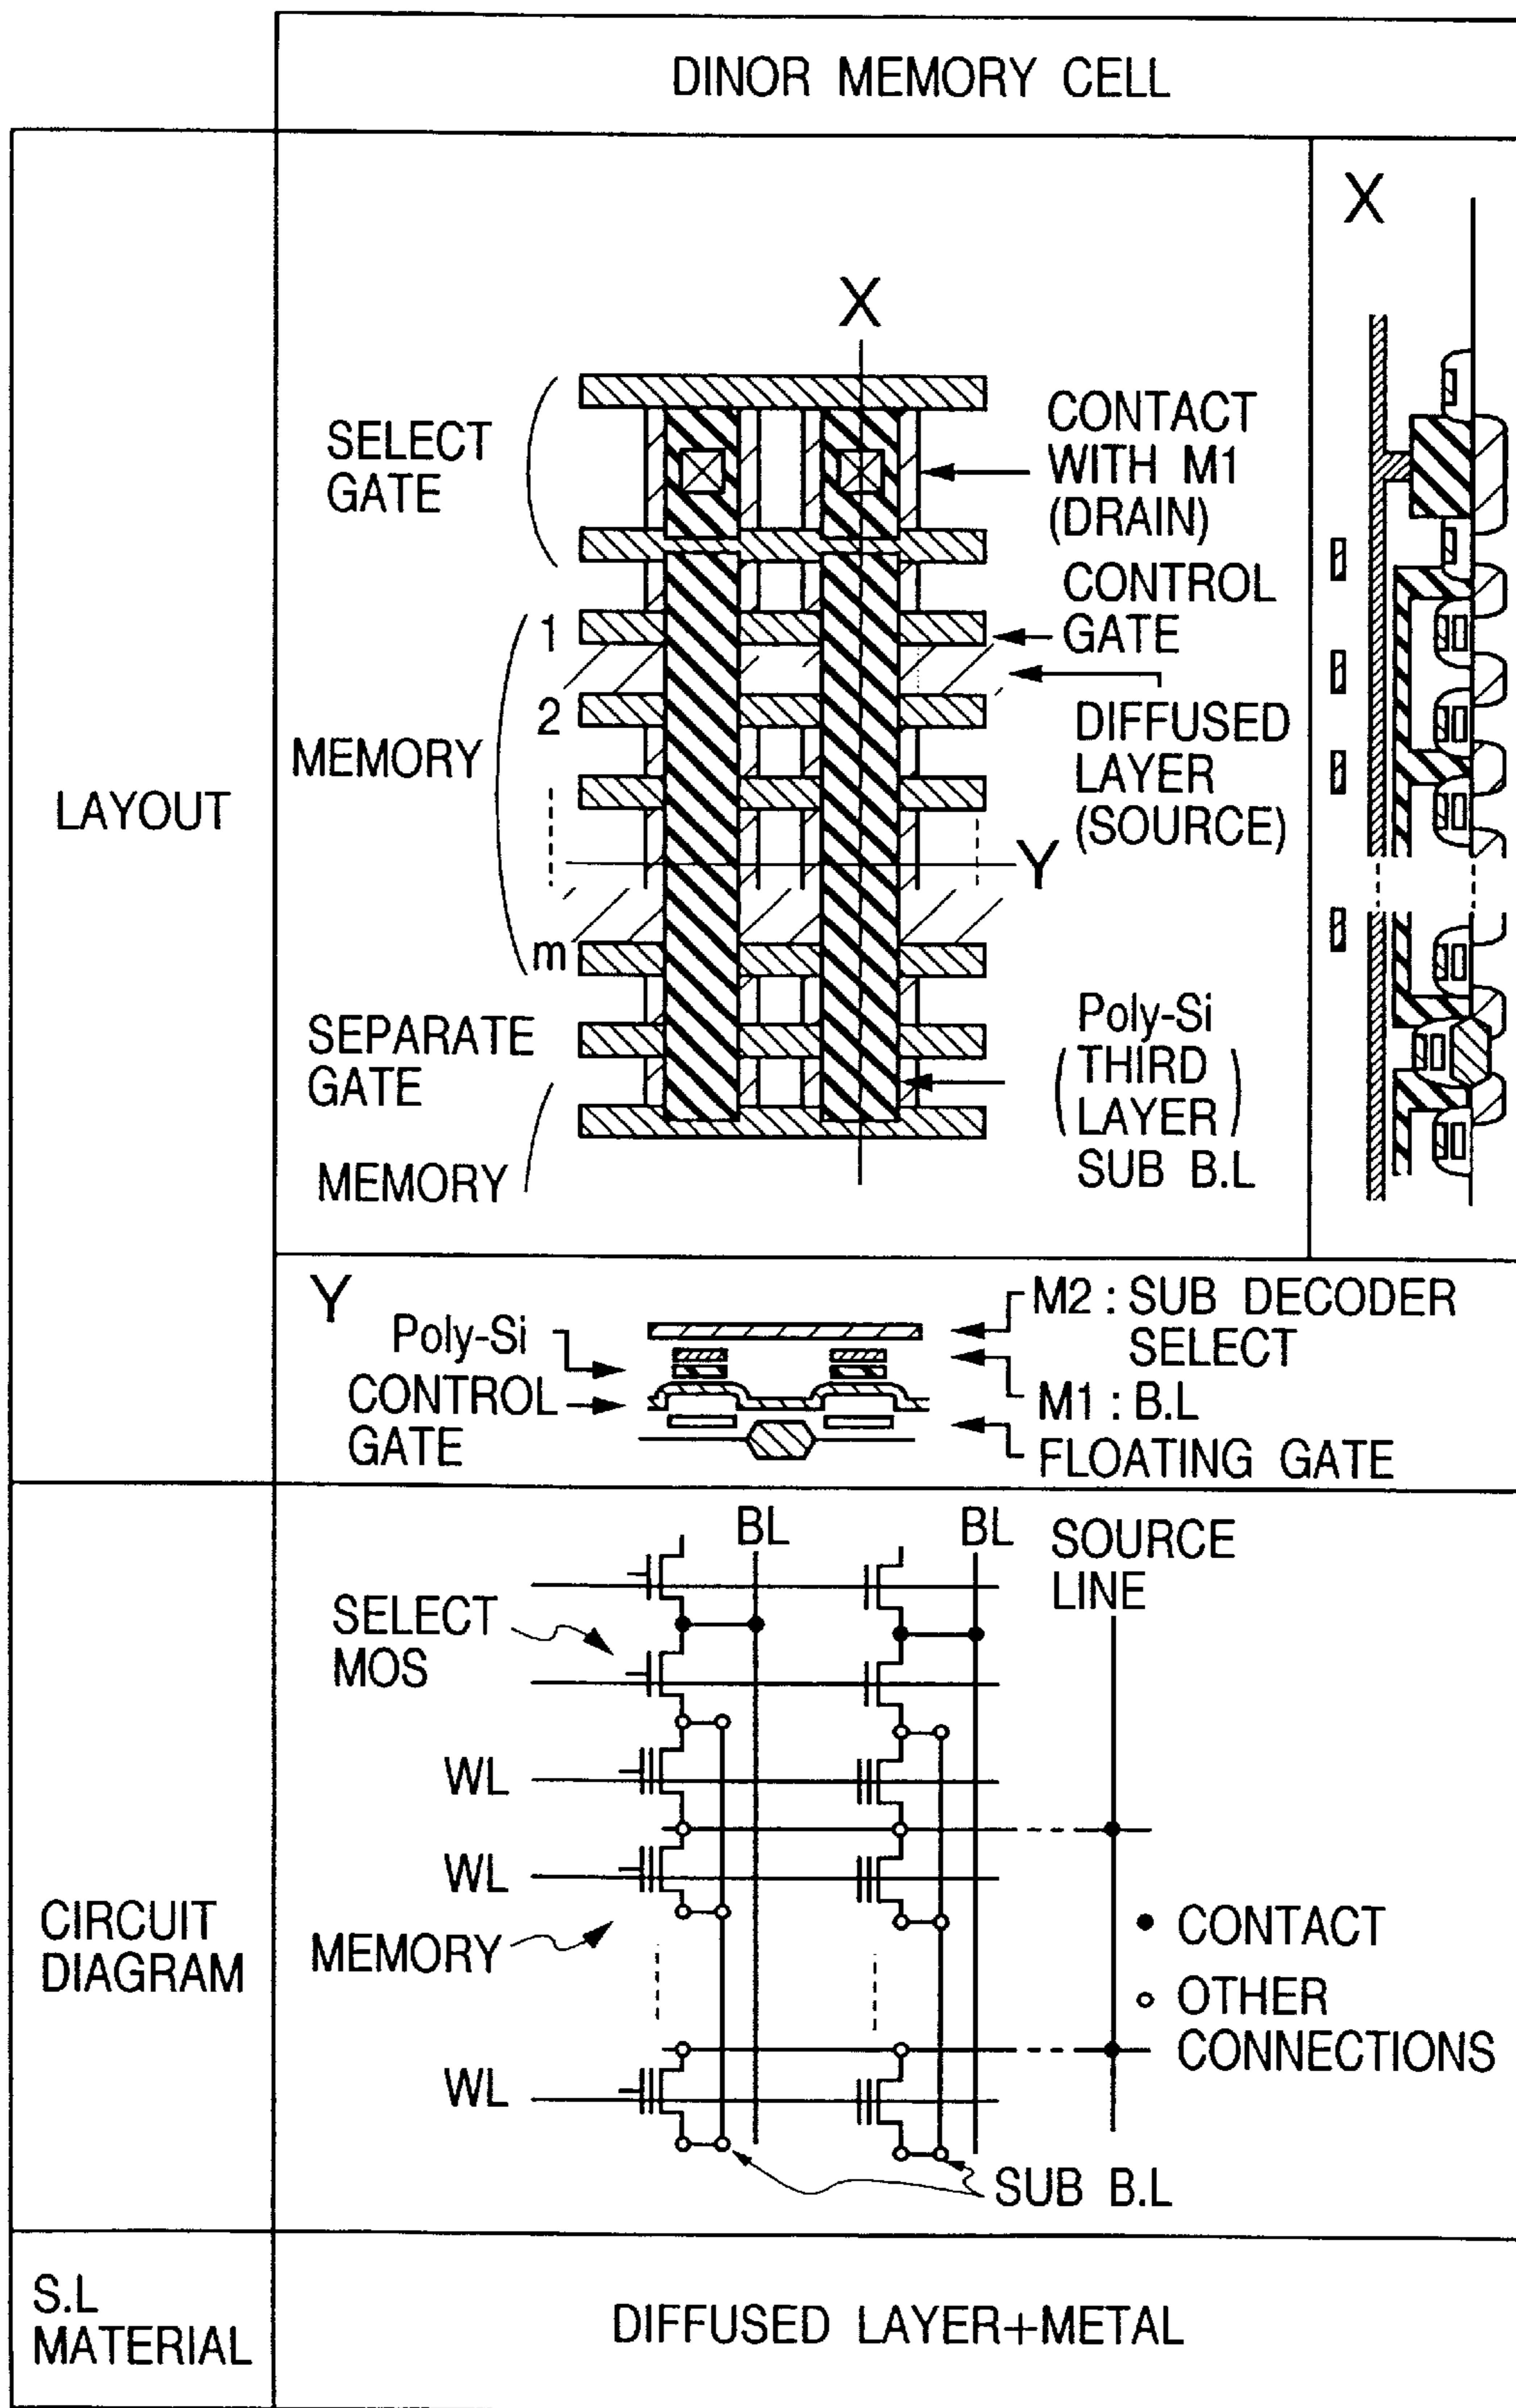 DINOR MEMORY CELL
LAYOUT
X
X
SELECT
GATE
CONTACT
WITH M1
(DRAIN)
CONTROL
GATE
1
2
MEMORY
DIFFUSED
LAYER
(SOURCE)
Y
m
SEPARATE
GATE
MEMORY
Poly-Si
(THIRD
LAYER)
SUB B.L
Y
Poly-Si
CONTROL
GATE
M2 : SUB DECODER
SELECT
M1 : B.L
FLOATING GATE
CIRCUIT
DIAGRAM
BL
BL
SOURCE
LINE
SELECT
MOS
WL
WL
MEMORY
WL
SUB B.L
● CONTACT
○ OTHER
CONNECTIONS
S.L
MATERIAL
DIFFUSED LAYER+METAL